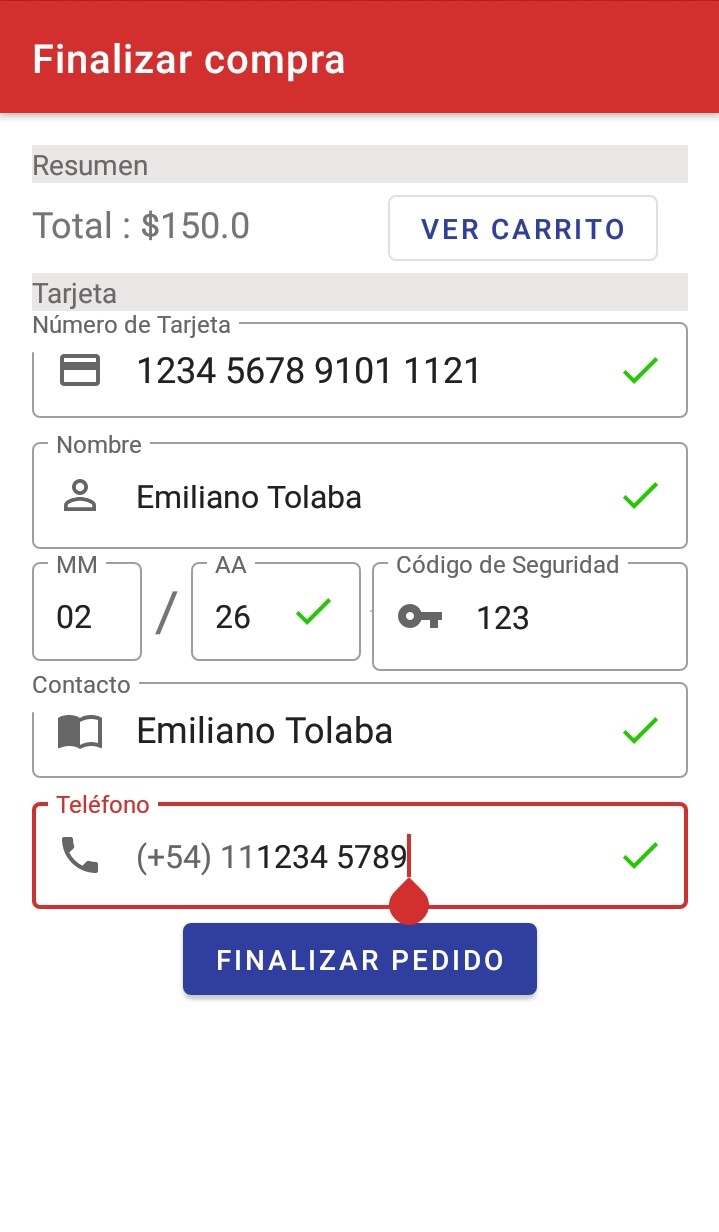 Finalizar compra
Resumen
Total : $150.0
VER CARRITO
Tarjeta
Número de Tarjeta
1234 5678 9101 1121
Nombre
Emiliano Tolaba
MM
AA
Código de Seguridad
02 / 26
123
Contacto
Emiliano Tolaba
Teléfono
(+54) 111234 5789
FINALIZAR PEDIDO